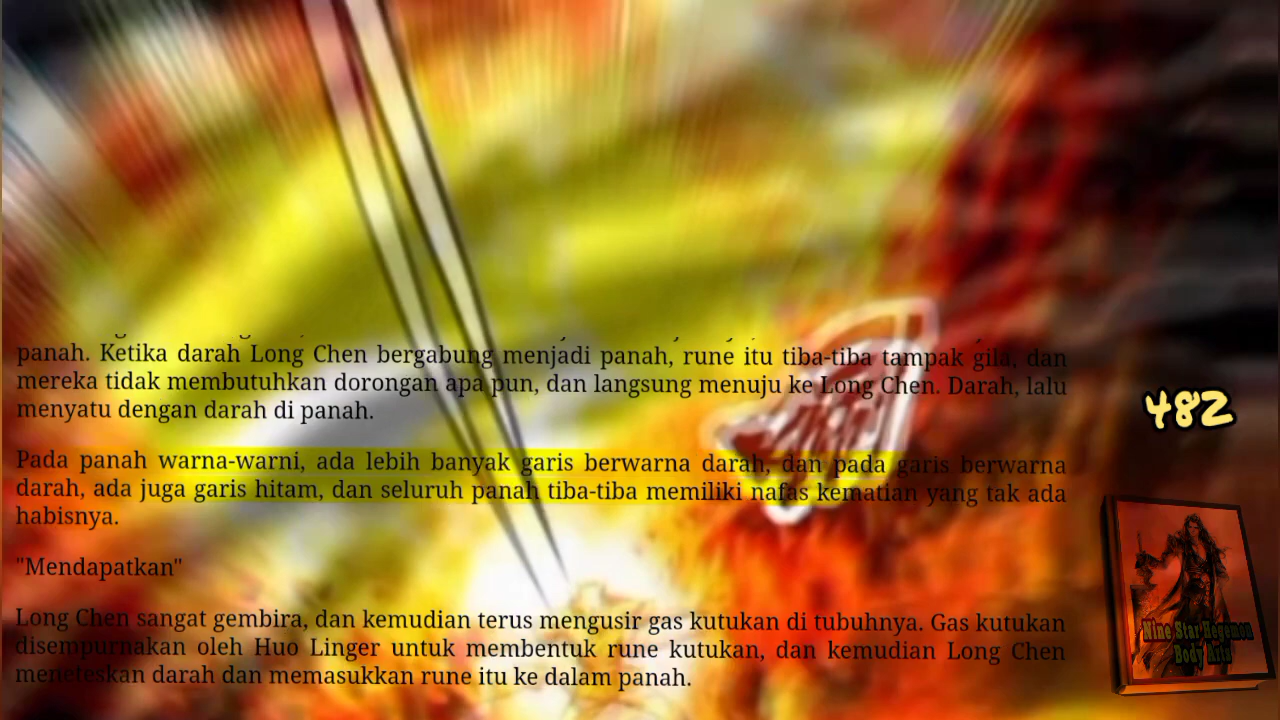 panah. Ketika darah Long Chen bergabung menjadi panah, rune itu tiba-tiba tampak gila, dan
mereka tidak membutuhkan dorongan apa pun, dan langsung menuju ke Long Chen. Darah, lalu
menyatu dengan darah di panah.
Pada panah warna-warni, ada lebih banyak garis berwarna darah, dan pada garis berwarna
darah, ada juga garis hitam, dan seluruh panah tiba-tiba memiliki nafas kematian yang tak ada
habisnya.
"Mendapatkan"
Long Chen sangat gembira, dan kemudian terus mengusir gas kutukan di tubuhnya. Gas kutukan
disempurnakan oleh Huo Linger untuk membentuk rune kutukan, dan kemudian Long Chen
meneteskan darah dan memasukkan rune itu ke dalam panah.
482
Nine Star Hegemon
Body Arts